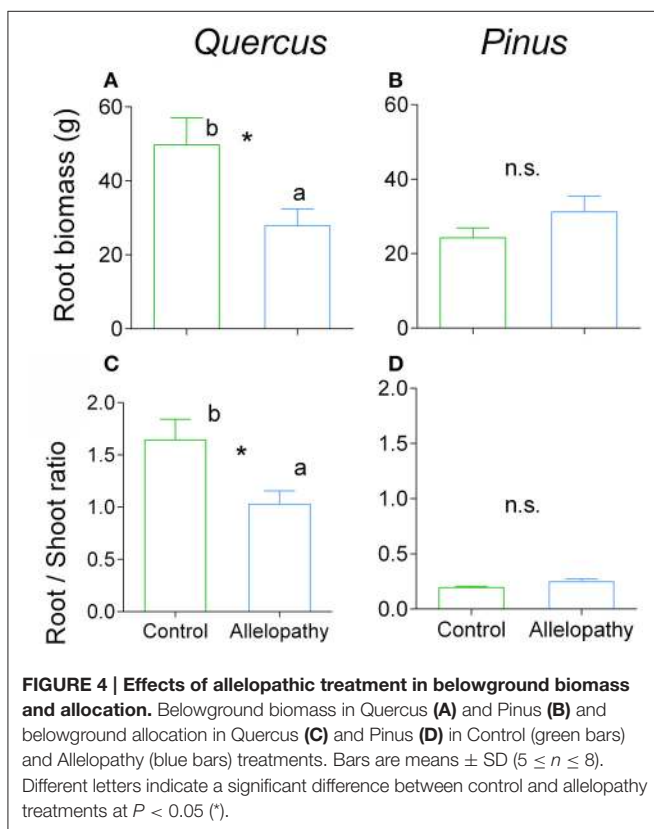 Quercus Pinus
A B
Root biomass (g)
60
40
20
0
b * a
60
40
20
0
n.s.
C D
Root / Shoot ratio
2.0
1.5
1.0
0.5
0.0
b * a
2.0
1.5
1.0
0.5
0.0
n.s.
Control Allelopathy Control Allelopathy
FIGURE 4 | Effects of allelopathic treatment in belowground biomass
and allocation. Belowground biomass in Quercus (A) and Pinus (B) and
belowground allocation in Quercus (C) and Pinus (D) in Control (green bars)
and Allelopathy (blue bars) treatments. Bars are means ± SD (5 ≤ n ≤ 8).
Different letters indicate a significant difference between control and allelopathy
treatments at P < 0.05 (*).